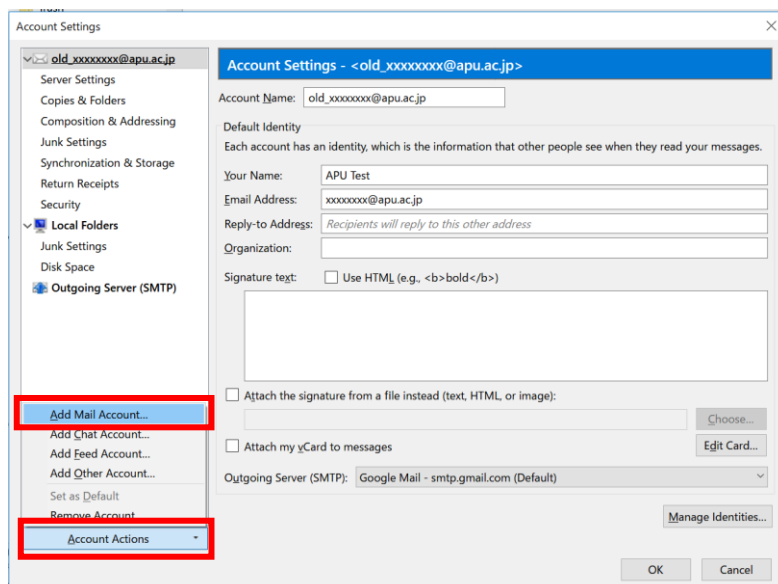 Trash
Account Settings
old_xxxxxxxx@apu.ac.jp
Server Settings
Copies & Folders
Composition & Addressing
Junk Settings
Synchronization & Storage
Return Receipts
Security
Local Folders
Junk Settings
Disk Space
Outgoing Server (SMTP)
Add Mail Account...
Add Chat Account...
Add Feed Account...
Add Other Account...
Set as Default
Remove Account
Account Actions
Account Settings - <old_xxxxxxxx@apu.ac.jp>
Account Name: old_xxxxxxxx@apu.ac.jp
Default Identity
Each account has an identity, which is the information that other people see when they read your messages.
Your Name: APU Test
Email Address: xxxxxxxx@apu.ac.jp
Reply-to Address: Recipients will reply to this other address
Organization:
Signature text: Use HTML (e.g., <b>bold</b>)
Attach the signature from a file instead (text, HTML, or image):
Choose...
Attach my vCard to messages Edit Card...
Outgoing Server (SMTP): Google Mail - smtp.gmail.com (Default)
Manage Identities...
OK Cancel